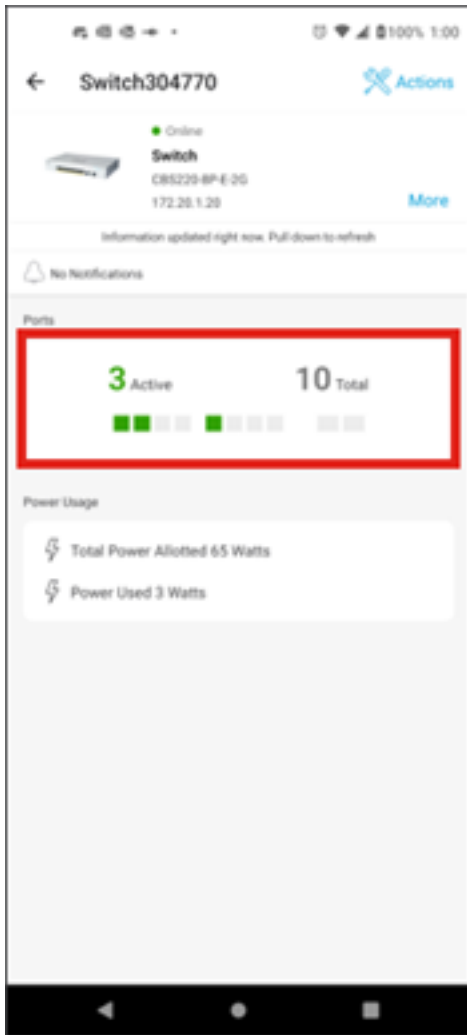 100% 1:00
Switch304770
Actions
Online
Switch
CBS220-8P-E-2G
172.20.1.20
More
Information updated right now. Pull down to refresh
No Notifications
Ports
3 Active 10 Total
Power Usage
Total Power Allotted 65 Watts
Power Used 3 Watts